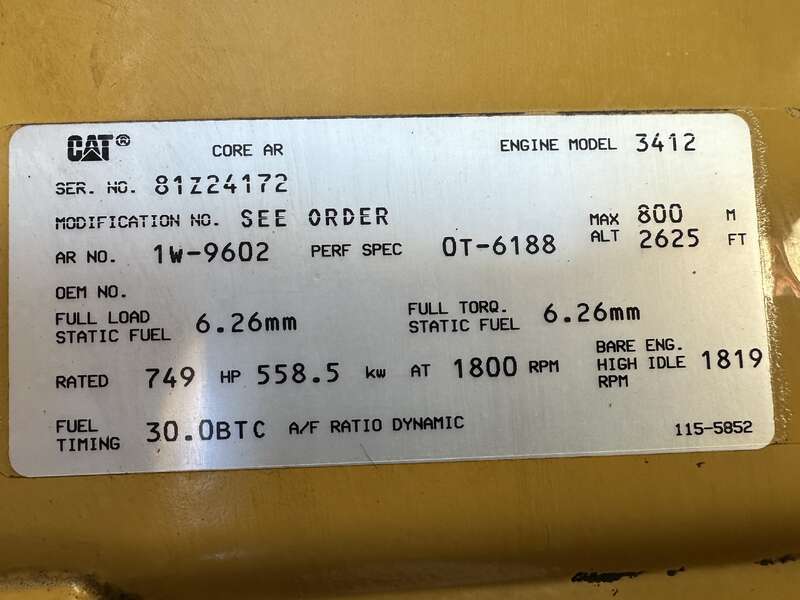 CAT® CORE AR ENGINE MODEL 3412
SER. NO. 81Z24172
MODIFICATION NO. SEE ORDER MAX ALT 800 M
2625 FT
AR NO. 1W-9602 PERF SPEC 0T-6188
OEM NO.
FULL LOAD STATIC FUEL 6.26mm FULL TORQ. STATIC FUEL 6.26mm
RATED 749 HP 558.5 kw AT 1800 RPM BARE ENG. HIGH IDLE RPM 1819
FUEL TIMING 30.0BTC A/F RATIO DYNAMIC
115-5852